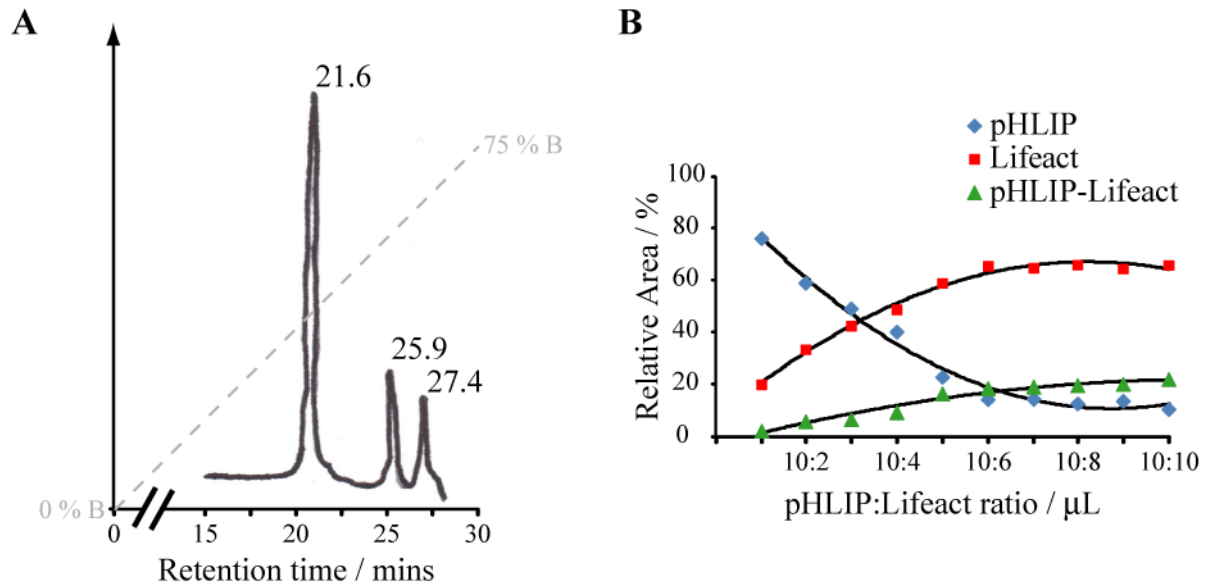 A
21.6
75 % B
25.9
27.4
0 % B
0
15
20
25
30
Retention time / mins
B
pHLIP
Lifeact
pHLIP-Lifeact
100
80
60
40
20
0
Relative Area / %
10:2
10:4
10:6
10:8
10:10
pHLIP:Lifeact ratio / μL